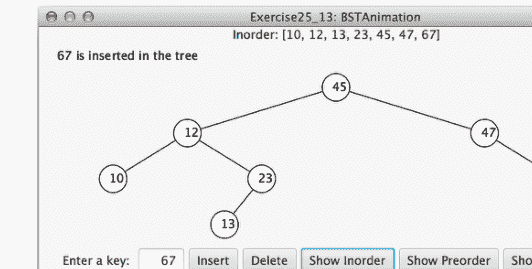 Exercise25_13: BSTAnimation
Inorder: [10, 12, 13, 23, 45, 47, 67]
67 is inserted in the tree
45
12
47
10
23
13
Enter a key: 67 Insert Delete Show Inorder Show Preorder Sho